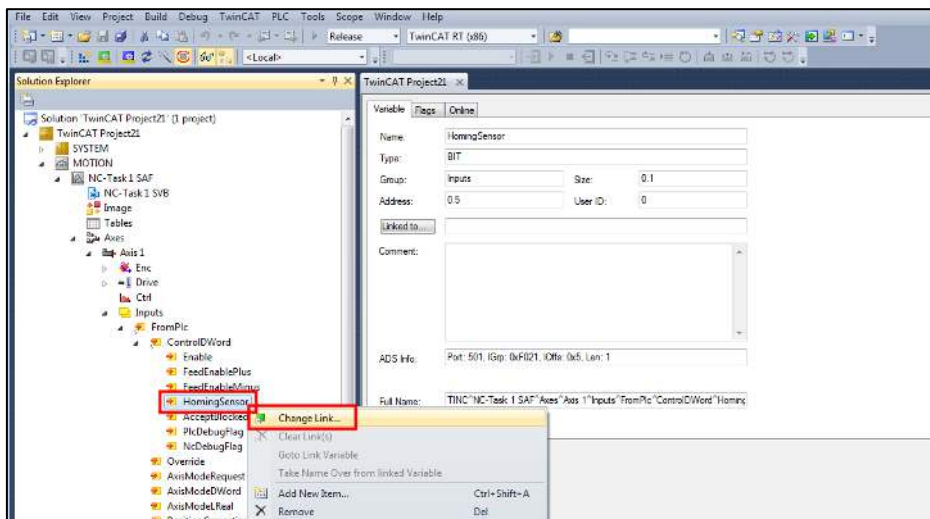 File Edit View Project Build Debug TwinCAT PLC Tools Scope Window Help
Release TwinCAT RT (x86)
<Local>
Solution Explorer
TwinCAT Project21
Solution 'TwinCAT Project21' (1 project)
TwinCAT Project21
SYSTEM
MOTION
NC-Task 1 SAF
NC-Task 1 SVB
Image
Tables
Axes
Axis 1
Enc
Drive
Ctrl
Inputs
FromPlc
ControlDWord
Enable
FeedEnablePlus
FeedEnableMinus
HomingSensor
AcceptBlocked
PlcDebugFlag
NcDebugFlag
Override
AxisModeRequest
AxisModeDWord
AxisModeLReal
Variable Flags Online
Name: HomingSensor
Type: BIT
Group: Inputs Size: 0.1
Address: 0.5 User ID: 0
Linked to...
Comment:
ADS Info: Port: 501, IGrp: 0xF021, IOffs: 0x5, Len: 1
Full Name: TINC^NC-Task 1 SAF^Axes^Axis 1^Inputs^FromPlc^ControlDWord^Homing
Change Link...
Clear Link(s)
Goto Link Variable
Take Name Over from linked Variable
Add New Item... Ctrl+Shift+A
Remove Del